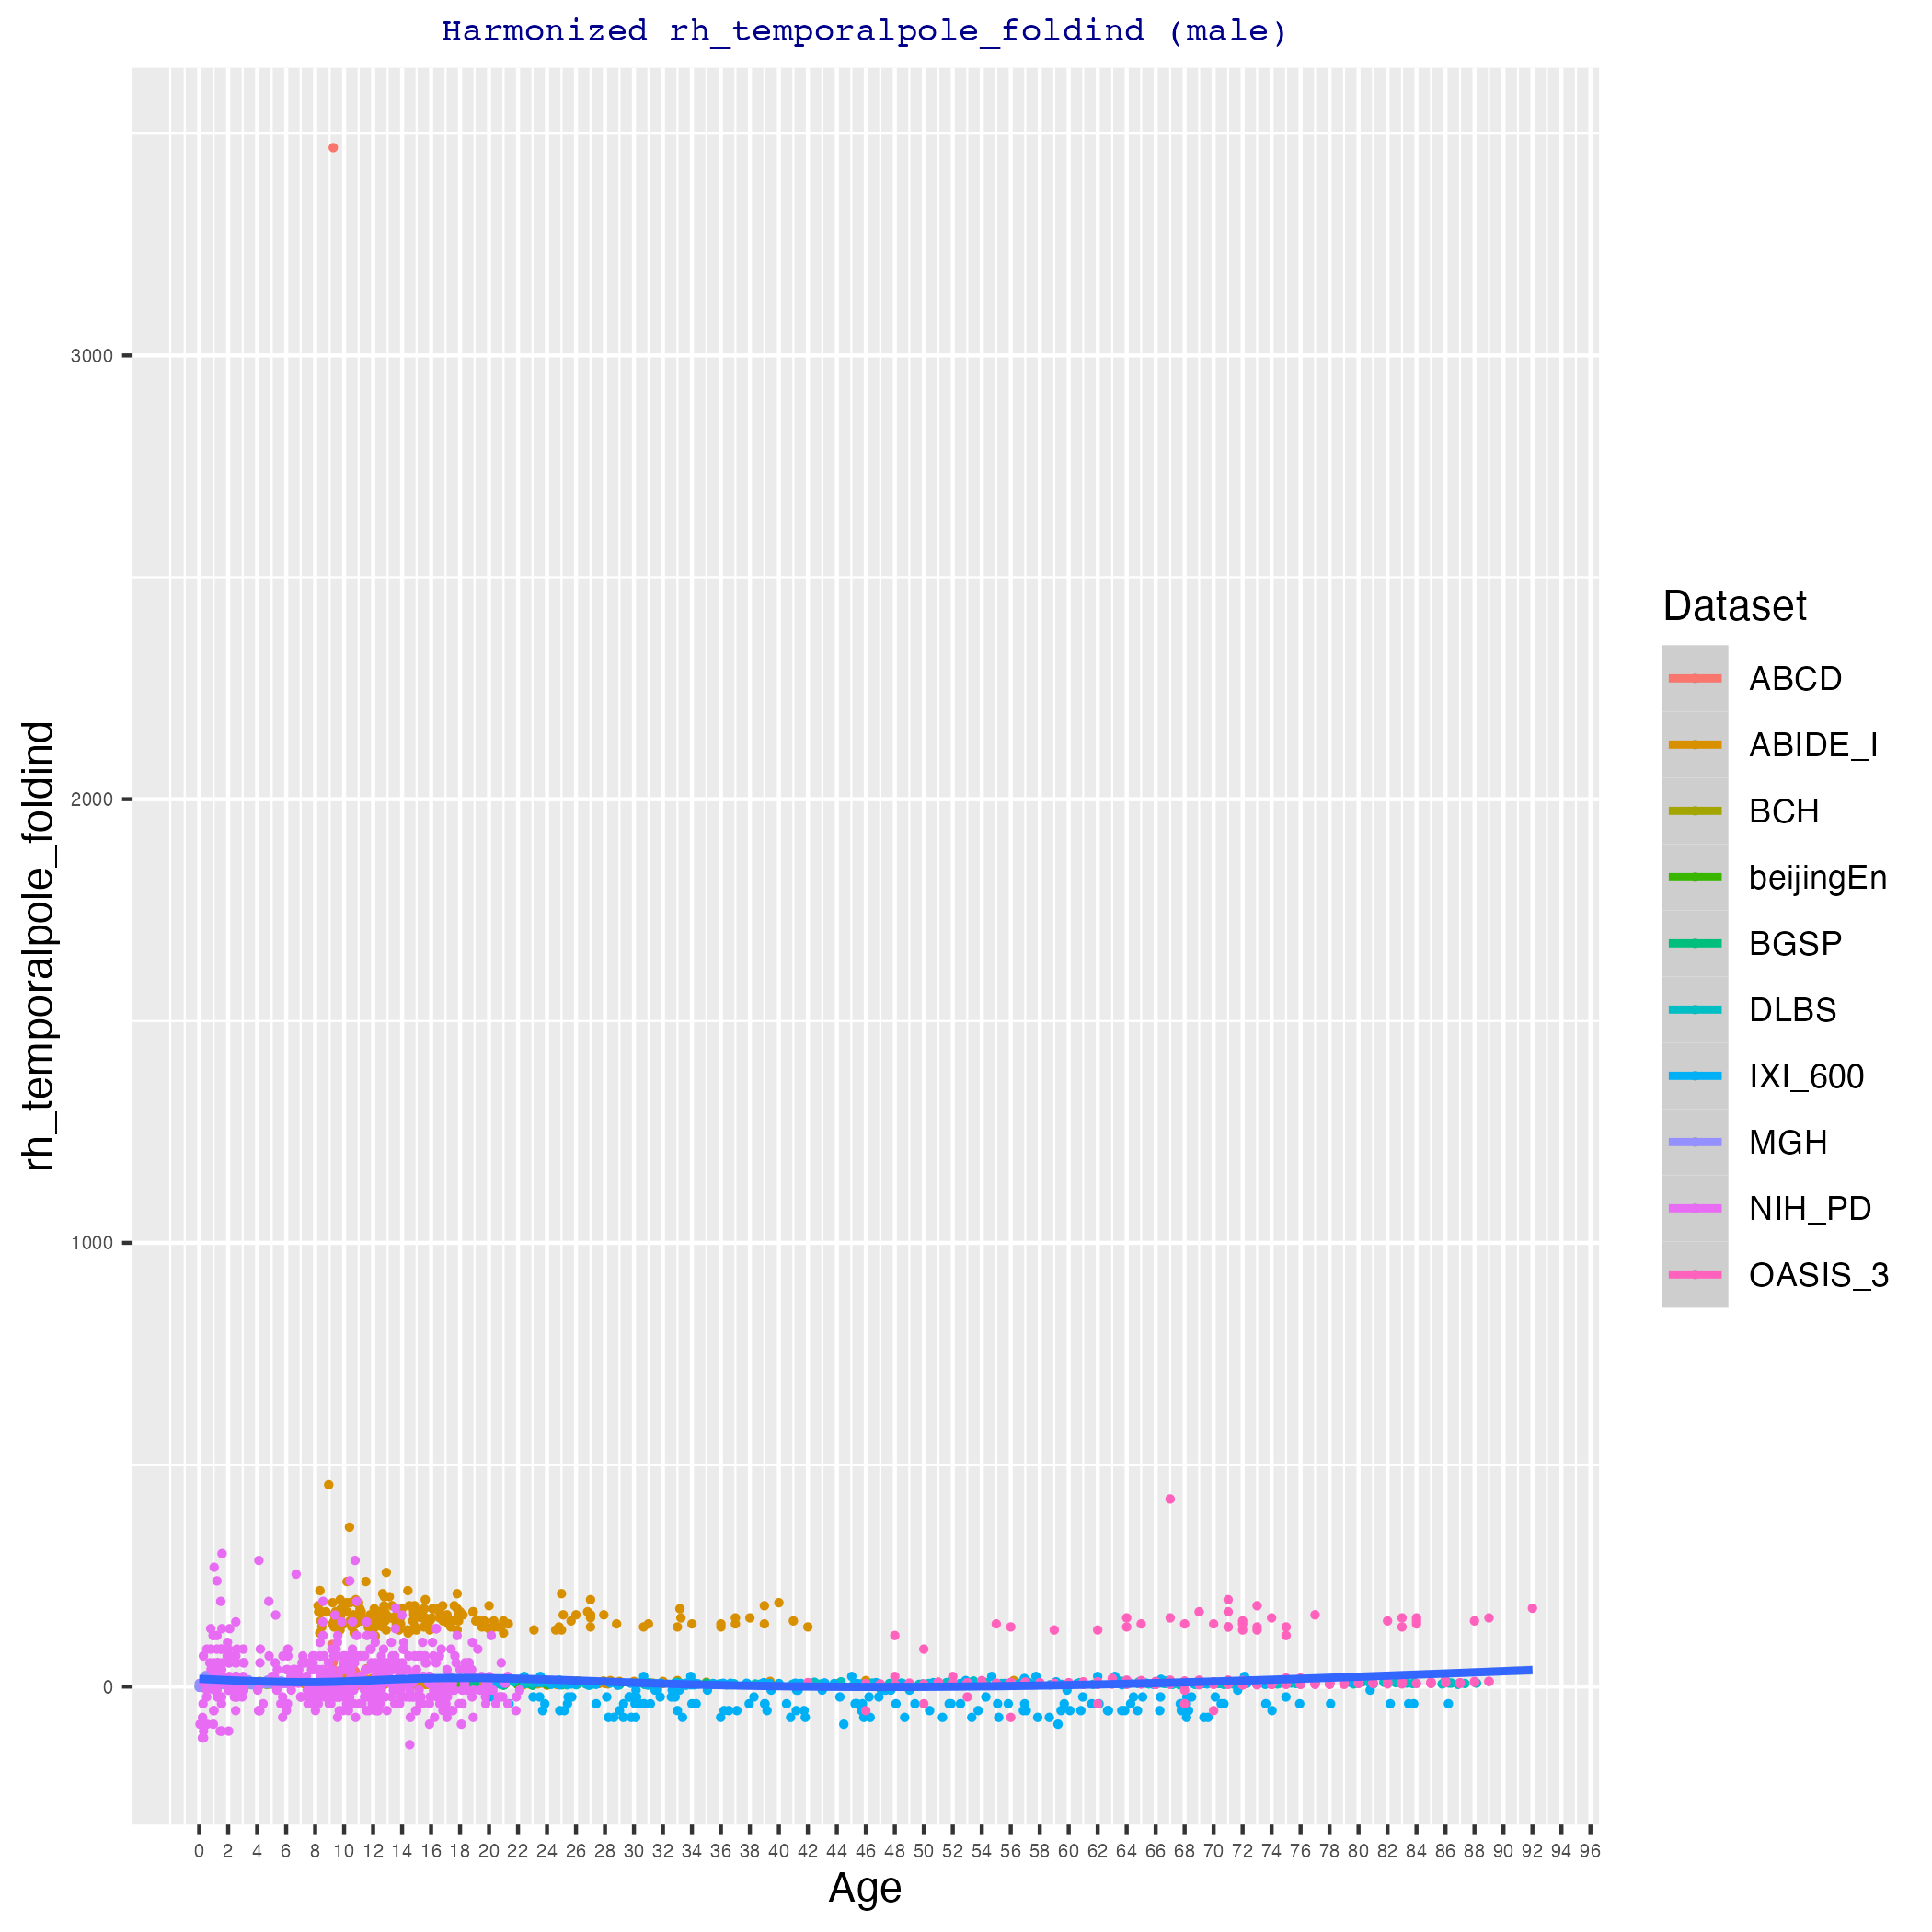 Harmonized rh_temporalpole_foldind (male)
rh_temporalpole_foldind
3000
2000
1000
0
0 2 4 6 8 10 12 14 16 18 20 22 24 26 28 30 32 34 36 38 40 42 44 46 48 50 52 54 56 58 60 62 64 66 68 70 72 74 76 78 80 82 84 86 88 90 92 94 96
Age
Dataset
ABCD
ABIDE_I
BCH
beijingEn
BGSP
DLBS
IXI_600
MGH
NIH_PD
OASIS_3